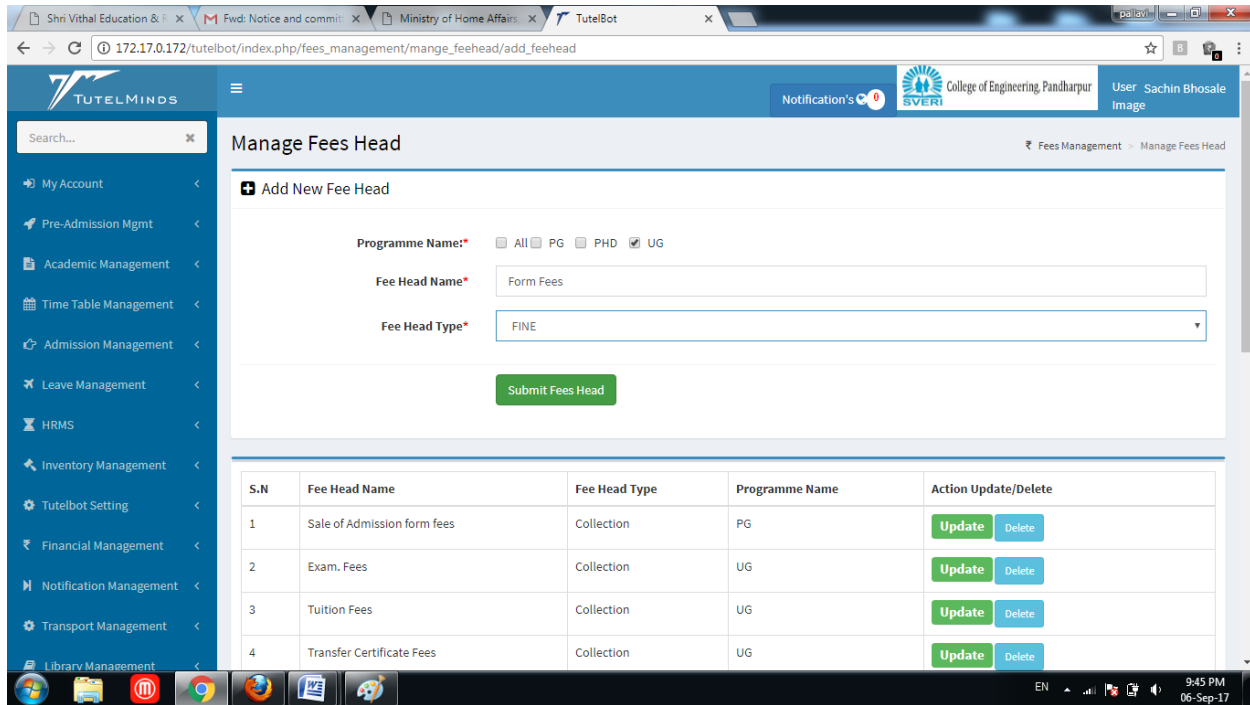 Shri Vithal Education & R
Fwd: Notice and commit
Ministry of Home Affairs,
TutelBot
pallavi
172.17.0.172/tutelbot/index.php/fees_management/mange_feehead/add_feehead
TUTELMINDS
Notification's 0
SVERI College of Engineering, Pandharpur
User Image Sachin Bhosale
Search...
Manage Fees Head
₹ Fees Management > Manage Fees Head
My Account
Pre-Admission Mgmt
Academic Management
Time Table Management
Admission Management
Leave Management
HRMS
Inventory Management
Tutelbot Setting
₹ Financial Management
Notification Management
Transport Management
Library Management
Add New Fee Head
Programme Name:* All PG PHD UG
Fee Head Name* Form Fees
Fee Head Type* FINE
Submit Fees Head
S.N Fee Head Name Fee Head Type Programme Name Action Update/Delete
1 Sale of Admission form fees Collection PG Update Delete
2 Exam. Fees Collection UG Update Delete
3 Tuition Fees Collection UG Update Delete
4 Transfer Certificate Fees Collection UG Update Delete
EN
9:45 PM
06-Sep-17